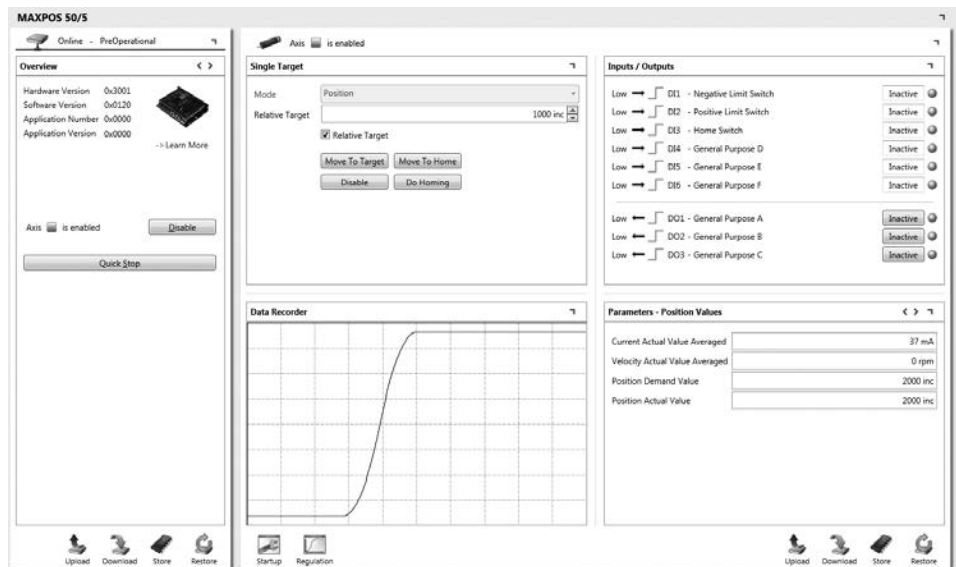 MAXPOS 50/5
Online - PreOperational
Overview < >
Hardware Version 0x3001
Software Version 0x0120
Application Number 0x0000
Application Version 0x0000
-> Learn More
Axis is enabled Disable
Quick Stop
Upload Download Store Restore
Axis is enabled
Single Target
Mode Position
Relative Target 1000 inc
Relative Target
Move To Target Move To Home
Disable Do Homing
Inputs / Outputs
Low DI1 - Negative Limit Switch Inactive
Low DI2 - Positive Limit Switch Inactive
Low DI3 - Home Switch Inactive
Low DI4 - General Purpose D Inactive
Low DI5 - General Purpose E Inactive
Low DI6 - General Purpose F Inactive
Low DO1 - General Purpose A Inactive
Low DO2 - General Purpose B Inactive
Low DO3 - General Purpose C Inactive
Data Recorder
Parameters - Position Values < >
Current Actual Value Averaged 37 mA
Velocity Actual Value Averaged 0 rpm
Position Demand Value 2000 inc
Position Actual Value 2000 inc
Startup Regulation
Upload Download Store Restore